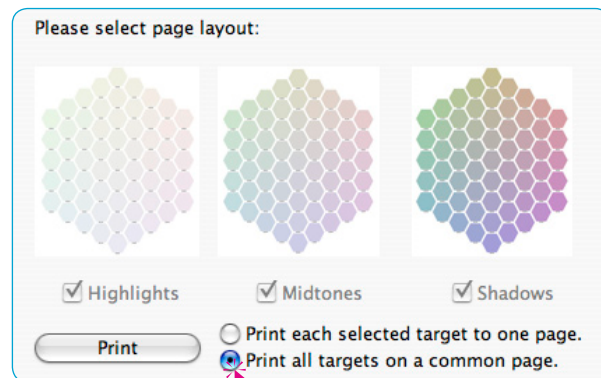 Please select page layout:
Highlights
Midtones
Shadows
Print
Print each selected target to one page.
Print all targets on a common page.